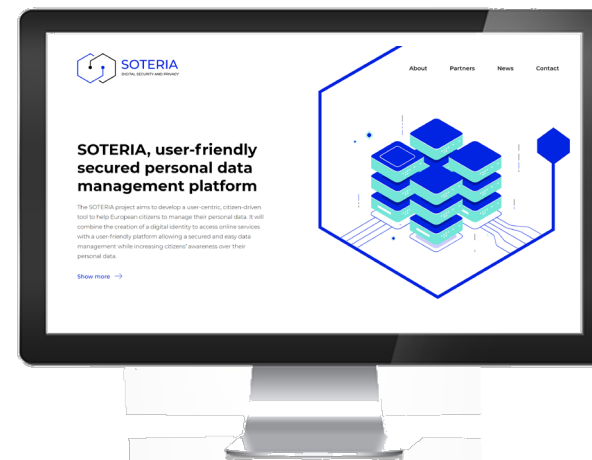 SOTERIA
DIGITAL SECURITY AND PRIVACY
About Partners News Contact
SOTERIA, user-friendly
secured personal data
management platform
The SOTERIA project aims to develop a user-centric, citizen-driven
tool to help European citizens to manage their personal data. It will
combine the creation of a digital identity to access online services
with a user-friendly platform allowing a secured and easy data
management while increasing citizens' awareness over their
personal data.
Show more